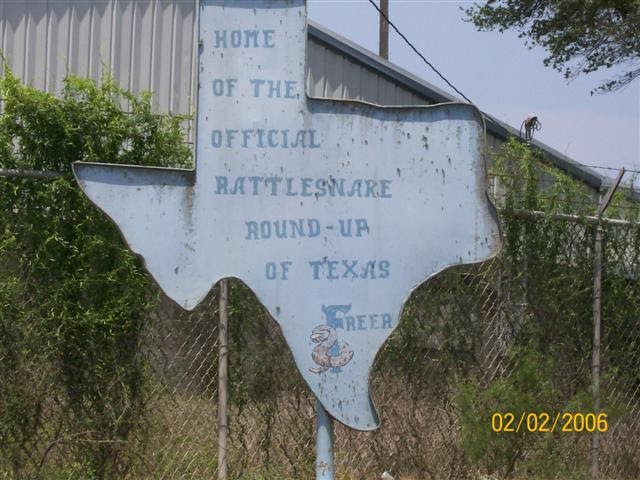 HOME
OF THE
OFFICIAL
RATTLESNAKE
ROUND-UP
OF TEXAS
FREER
02/02/2006